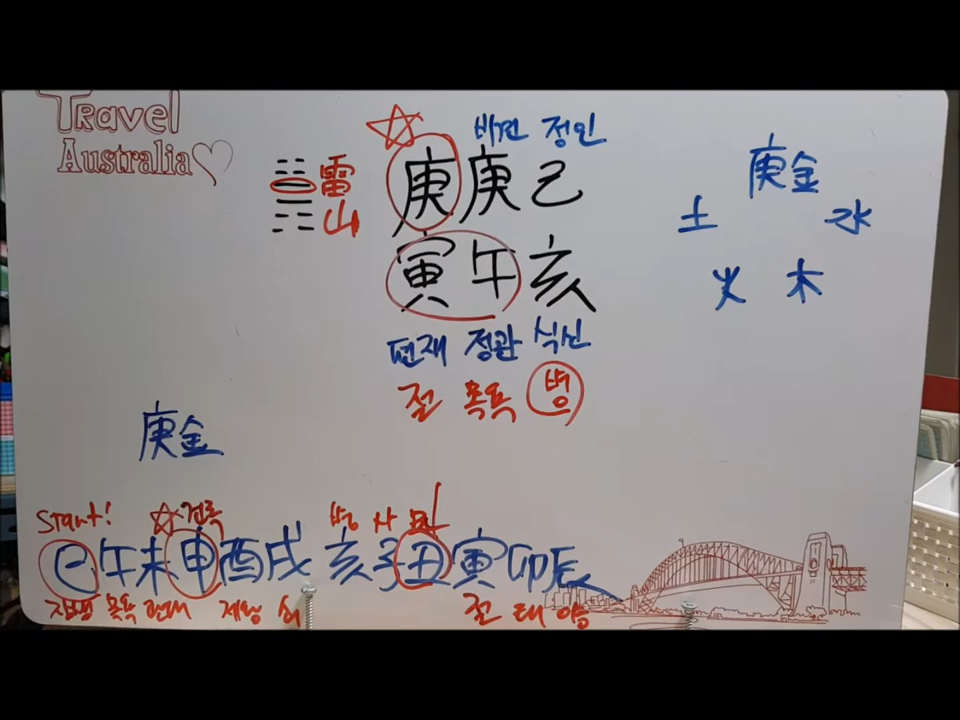 Travel
Australia
비견 정인
雷 庚 庚 己
山 寅 午 亥
편재 정관 식신
절 목욕 병
庚金
土 水
火 木
庚金
Start! 건록 병 사 묘
巳 午 未 申 酉 戌 亥 子 丑 寅 卯 辰
장생 목욕 관대 제왕 쇠 절 태 양